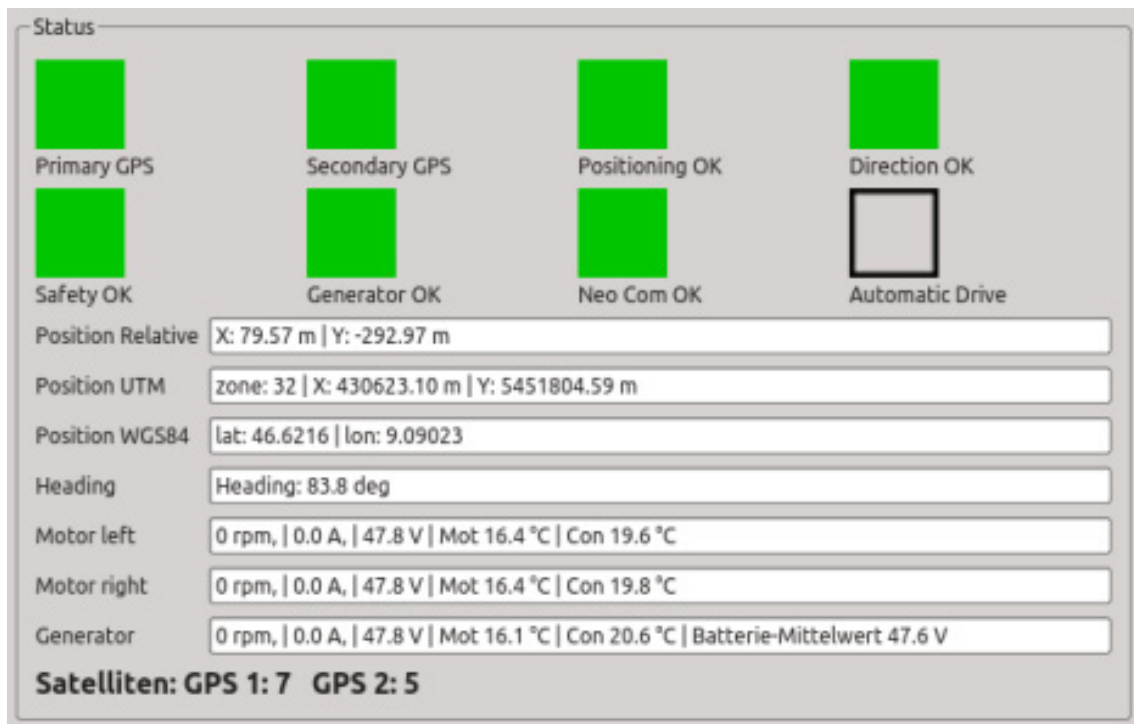 Status
Primary GPS Secondary GPS Positioning OK Direction OK
Safety OK Generator OK Neo Com OK Automatic Drive
Position Relative X: 79.57 m | Y: -292.97 m
Position UTM zone: 32 | X: 430623.10 m | Y: 5451804.59 m
Position WGS84 lat: 46.6216 | lon: 9.09023
Heading Heading: 83.8 deg
Motor left 0 rpm, | 0.0 A, | 47.8 V | Mot 16.4 °C | Con 19.6 °C
Motor right 0 rpm, | 0.0 A, | 47.8 V | Mot 16.4 °C | Con 19.8 °C
Generator 0 rpm, | 0.0 A, | 47.8 V | Mot 16.1 °C | Con 20.6 °C | Batterie-Mittelwert 47.6 V
Satelliten: GPS 1: 7 GPS 2: 5